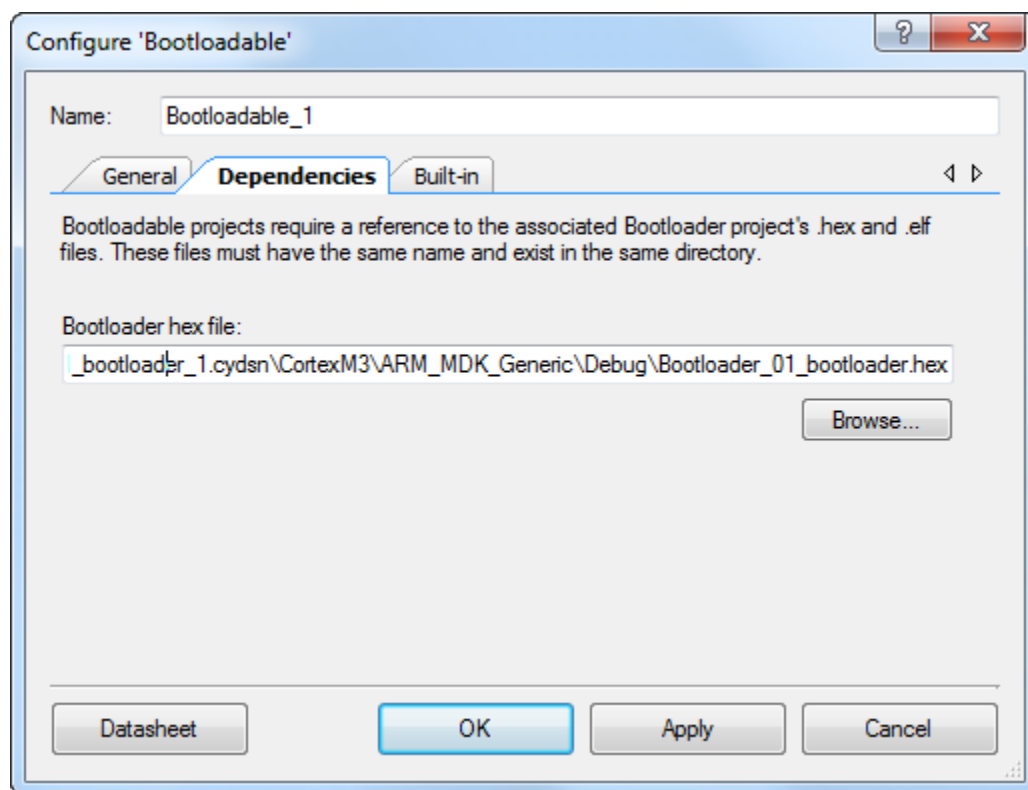 Configure 'Bootloadable'
Name: Bootloadable_1
General Dependencies Built-in
Bootloadable projects require a reference to the associated Bootloader project's .hex and .elf
files. These files must have the same name and exist in the same directory.
Bootloader hex file:
_bootloader_1.cydsn\CortexM3\ARM_MDK_Generic\Debug\Bootloader_01_bootloader.hex
Browse...
Datasheet OK Apply Cancel